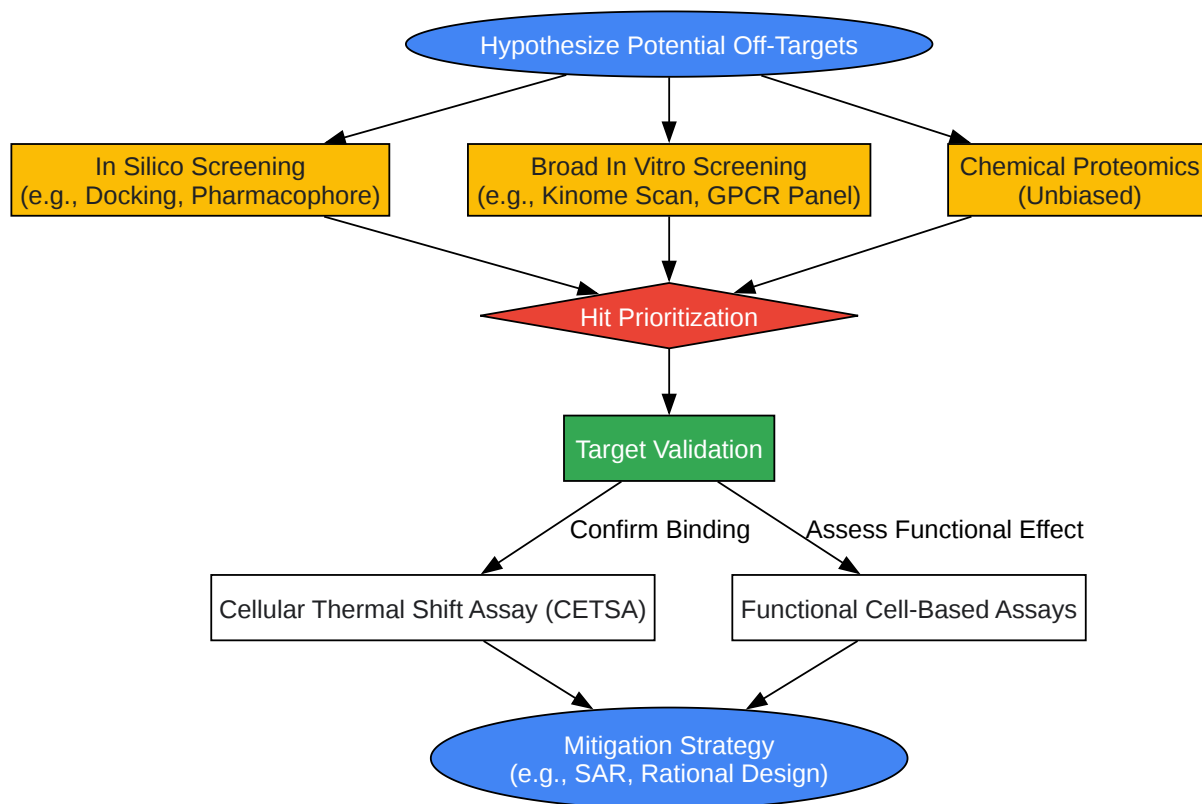 Hypothesize Potential Off-Targets
In Silico Screening
(e.g., Docking, Pharmacophore)
Broad In Vitro Screening
(e.g., Kinome Scan, GPCR Panel)
Chemical Proteomics
(Unbiased)
Hit Prioritization
Target Validation
Confirm Binding
Assess Functional Effect
Cellular Thermal Shift Assay (CETSA)
Functional Cell-Based Assays
Mitigation Strategy
(e.g., SAR, Rational Design)